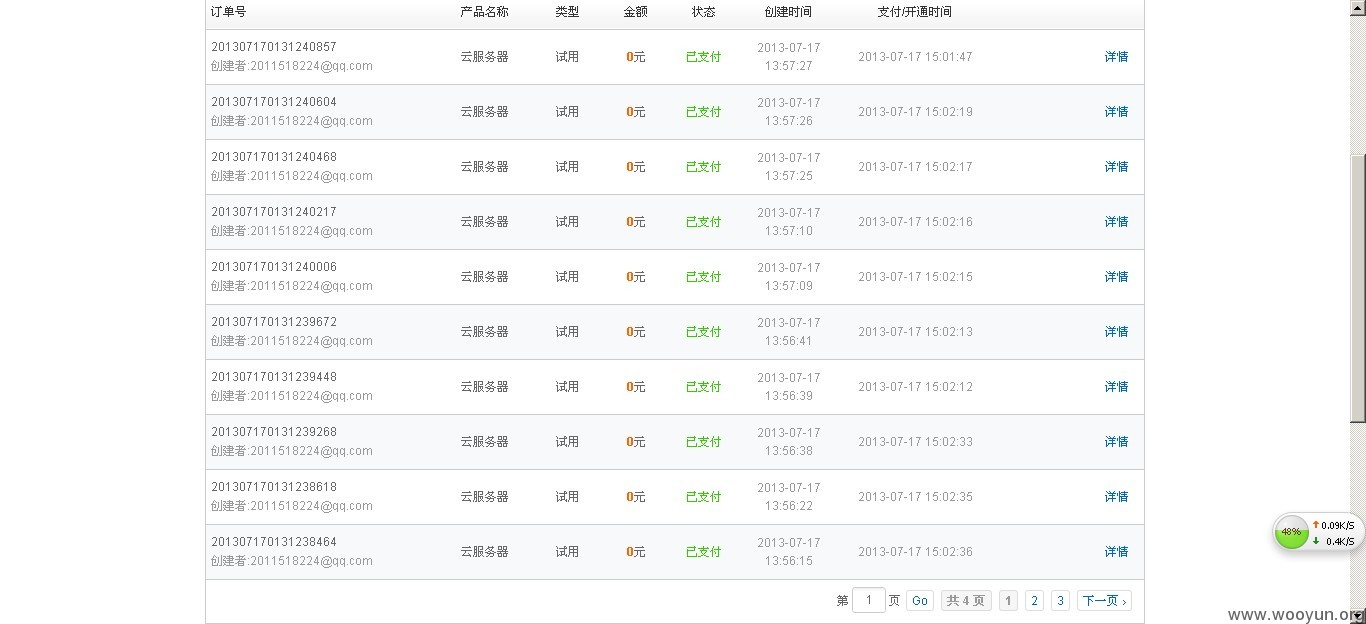 订单号 产品名称 类型 金额 状态 创建时间 支付/开通时间
201307170131240857
创建者:2011518224@qq.com
云服务器 试用 0元 已支付 2013-07-17
13:57:27
2013-07-17 15:01:47 详情
201307170131240604
创建者:2011518224@qq.com
云服务器 试用 0元 已支付 2013-07-17
13:57:26
2013-07-17 15:02:19 详情
201307170131240468
创建者:2011518224@qq.com
云服务器 试用 0元 已支付 2013-07-17
13:57:25
2013-07-17 15:02:17 详情
201307170131240217
创建者:2011518224@qq.com
云服务器 试用 0元 已支付 2013-07-17
13:57:10
2013-07-17 15:02:16 详情
201307170131240006
创建者:2011518224@qq.com
云服务器 试用 0元 已支付 2013-07-17
13:57:09
2013-07-17 15:02:15 详情
201307170131239672
创建者:2011518224@qq.com
云服务器 试用 0元 已支付 2013-07-17
13:56:41
2013-07-17 15:02:13 详情
201307170131239448
创建者:2011518224@qq.com
云服务器 试用 0元 已支付 2013-07-17
13:56:39
2013-07-17 15:02:12 详情
201307170131239268
创建者:2011518224@qq.com
云服务器 试用 0元 已支付 2013-07-17
13:56:38
2013-07-17 15:02:33 详情
201307170131238618
创建者:2011518224@qq.com
云服务器 试用 0元 已支付 2013-07-17
13:56:22
2013-07-17 15:02:35 详情
201307170131238464
创建者:2011518224@qq.com
云服务器 试用 0元 已支付 2013-07-17
13:56:15
2013-07-17 15:02:36 详情
48% ↑ 0.09K/S
↓ 0.4K/S
第 1 页 Go 共 4 页 1 2 3 下一页 ›
www.wooyun.org